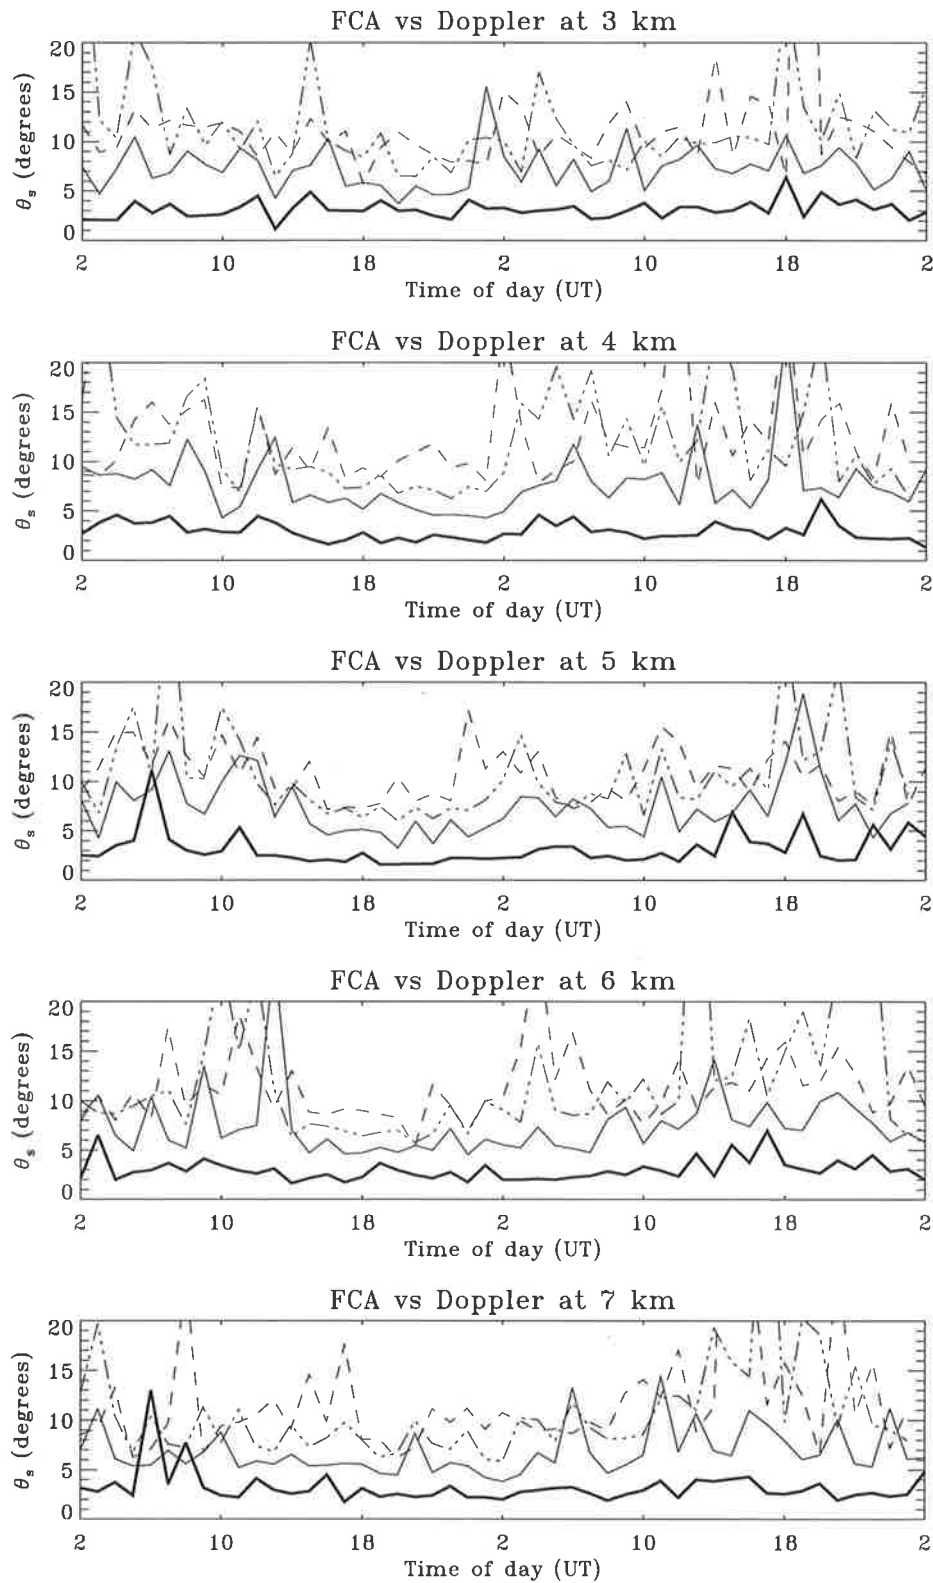 FCA vs Doppler at 3 km
20
15
10
5
0
θs (degrees)
2 10 18 2 10 18 2
Time of day (UT)
FCA vs Doppler at 4 km
20
15
10
5
0
θs (degrees)
2 10 18 2 10 18 2
Time of day (UT)
FCA vs Doppler at 5 km
20
15
10
5
0
θs (degrees)
2 10 18 2 10 18 2
Time of day (UT)
FCA vs Doppler at 6 km
20
15
10
5
0
θs (degrees)
2 10 18 2 10 18 2
Time of day (UT)
FCA vs Doppler at 7 km
20
15
10
5
0
θs (degrees)
2 10 18 2 10 18 2
Time of day (UT)